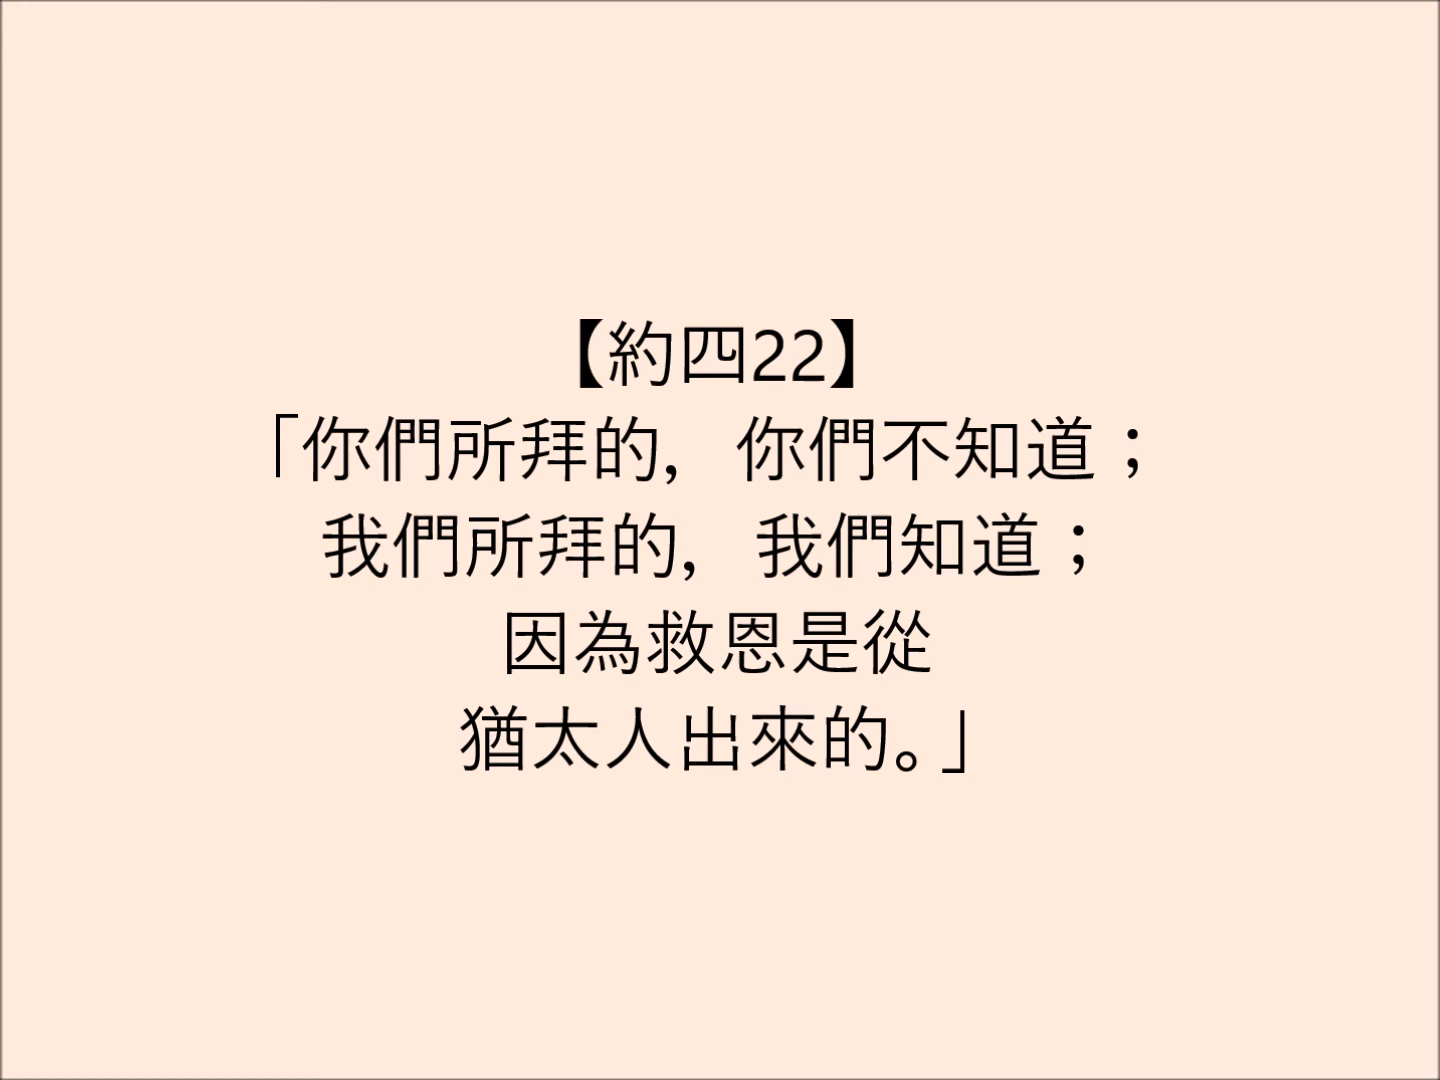 【約四22】
「你們所拜的，你們不知道；
我們所拜的，我們知道；
因為救恩是從
猶太人出來的。」